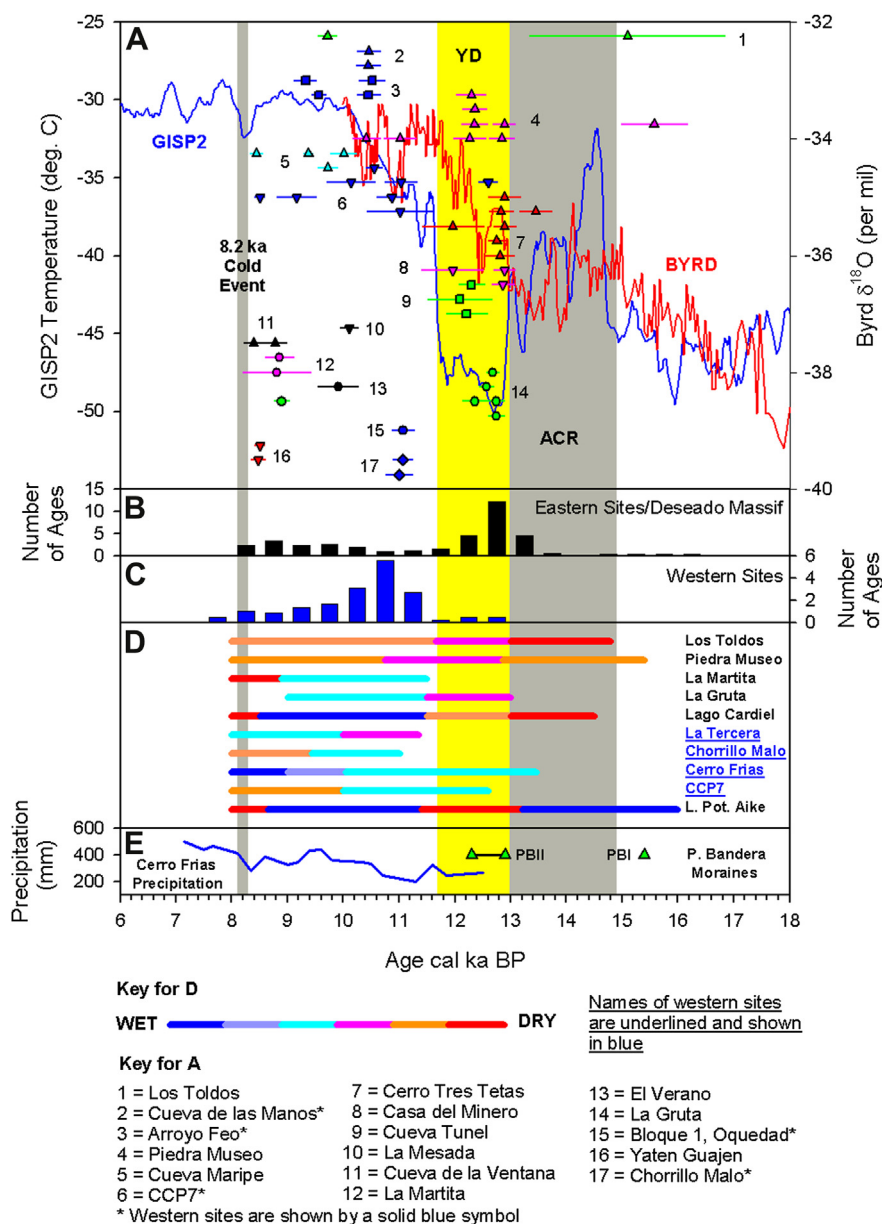 A
-25
-30
-35
-40
-45
-50
15
GISP2 Temperature (deg. C)
-32
-34
-36
-38
-40
Byrd δ18O (per mil)
YD
1
2
3
GISP2
4
5
6
8.2 ka
Cold
Event
7
BYRD
8
9
10
11
12
13
14
15
ACR
16
17
B
Number
of Ages
10
5
0
Eastern Sites/Deseado Massif
C
Western Sites
6
4
2
0
Number
of Ages
D
Los Toldos
Piedra Museo
La Martita
La Gruta
Lago Cardiel
La Tercera
Chorrillo Malo
Cerro Frias
CCP7
L. Pot. Aike
E
Precipitation
(mm)
600
400
200
Cerro Frias
Precipitation
PBII
PBI
P. Bandera
Moraines
6 7 8 9 10 11 12 13 14 15 16 17 18
Age cal ka BP
Key for D
WET
DRY
Names of western sites
are underlined and shown
in blue
Key for A
1 = Los Toldos
2 = Cueva de las Manos*
3 = Arroyo Feo*
4 = Piedra Museo
5 = Cueva Maripe
6 = CCP7*
7 = Cerro Tres Tetas
8 = Casa del Minero
9 = Cueva Tunel
10 = La Mesada
11 = Cueva de la Ventana
12 = La Martita
13 = El Verano
14 = La Gruta
15 = Bloque 1, Oquedad*
16 = Yaten Guajen
17 = Chorrillo Malo*
* Western sites are shown by a solid blue symbol